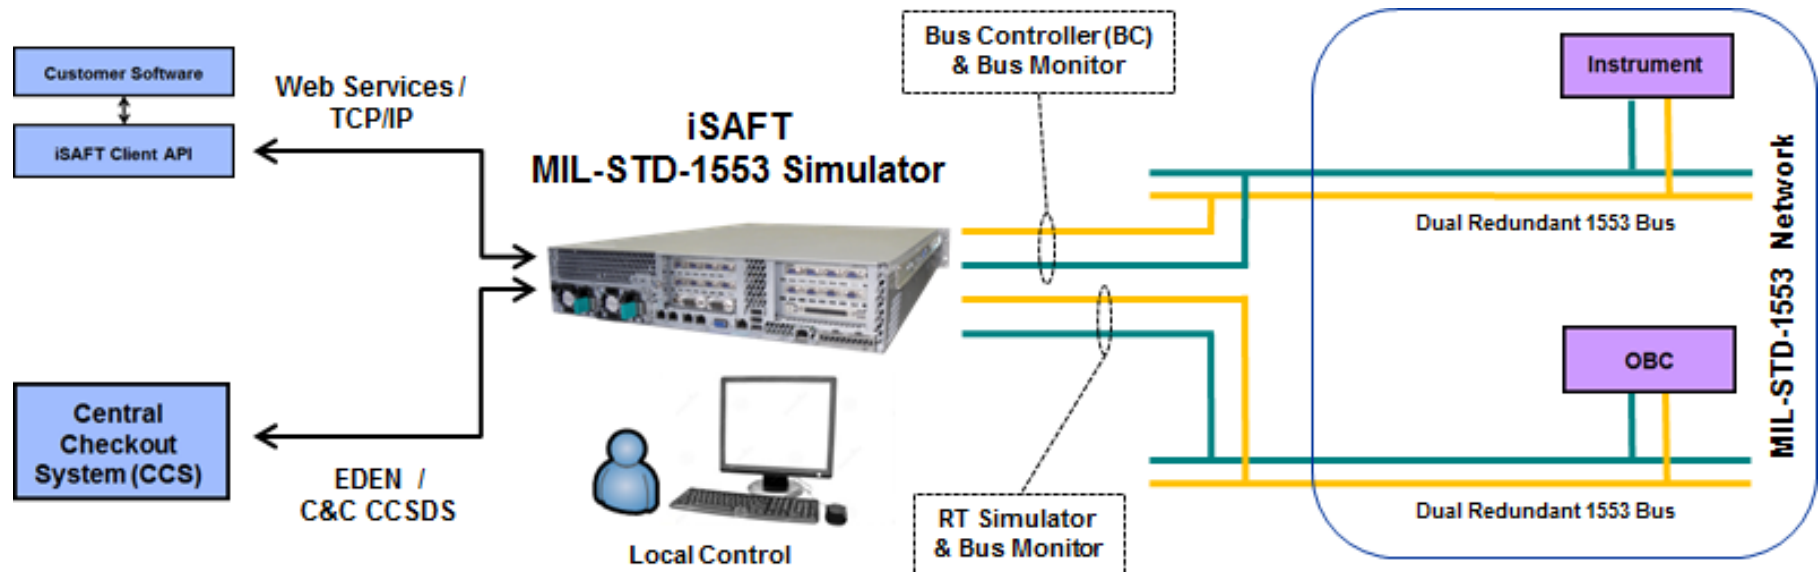 Customer Software
iSAFT Client API
Web Services /
TCP/IP
iSAFT
MIL-STD-1553 Simulator
Bus Controller (BC)
& Bus Monitor
Instrument
Dual Redundant 1553 Bus
MIL-STD-1553 Network
Central
Checkout
System (CCS)
EDEN /
C&C CCSDS
Local Control
RT Simulator
& Bus Monitor
OBC
Dual Redundant 1553 Bus